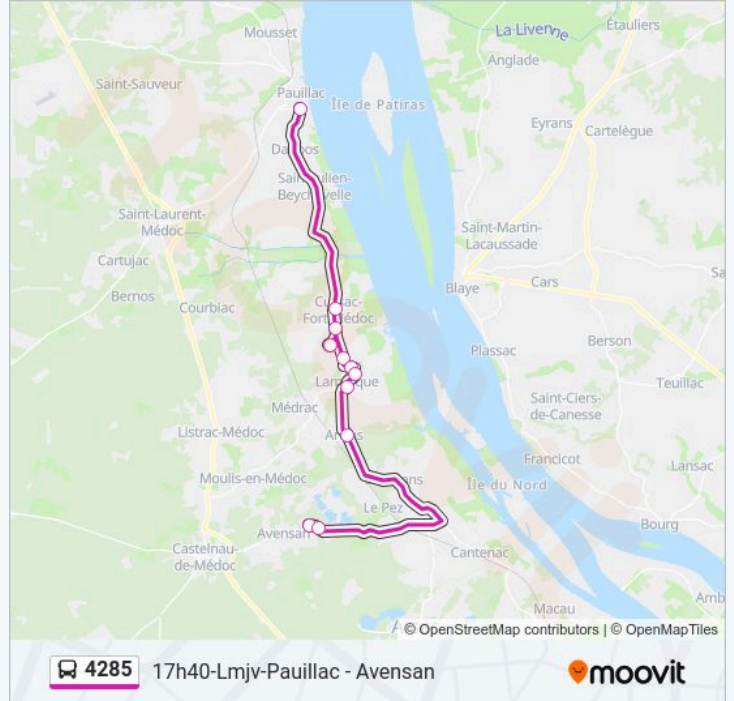 Mousset
La Livenne
Étauliers
Anglade
Saint-Sauveur
Pauillac
Île de Patiras
Eyrans
Cartelègue
Saint-Laurent-
Médoc
Saint-Martin-
Lacaussade
Cartujac
Blaye
Cars
Bernos
Courbiac
Berson
Plassac
Teuillac
Médrac
Saint-Ciers-
de-Canesse
Listrac-Médoc
Francicot
Lansac
Moulis-en-Médoc
Île du Nord
Le Pez
Bourg
Avensan
Castelnau-
de-Médoc
Cantenac
Macau
© OpenStreetMap contributors | © OpenMapTiles
4285 17h40-Lmjv-Pauillac - Avensan moovit